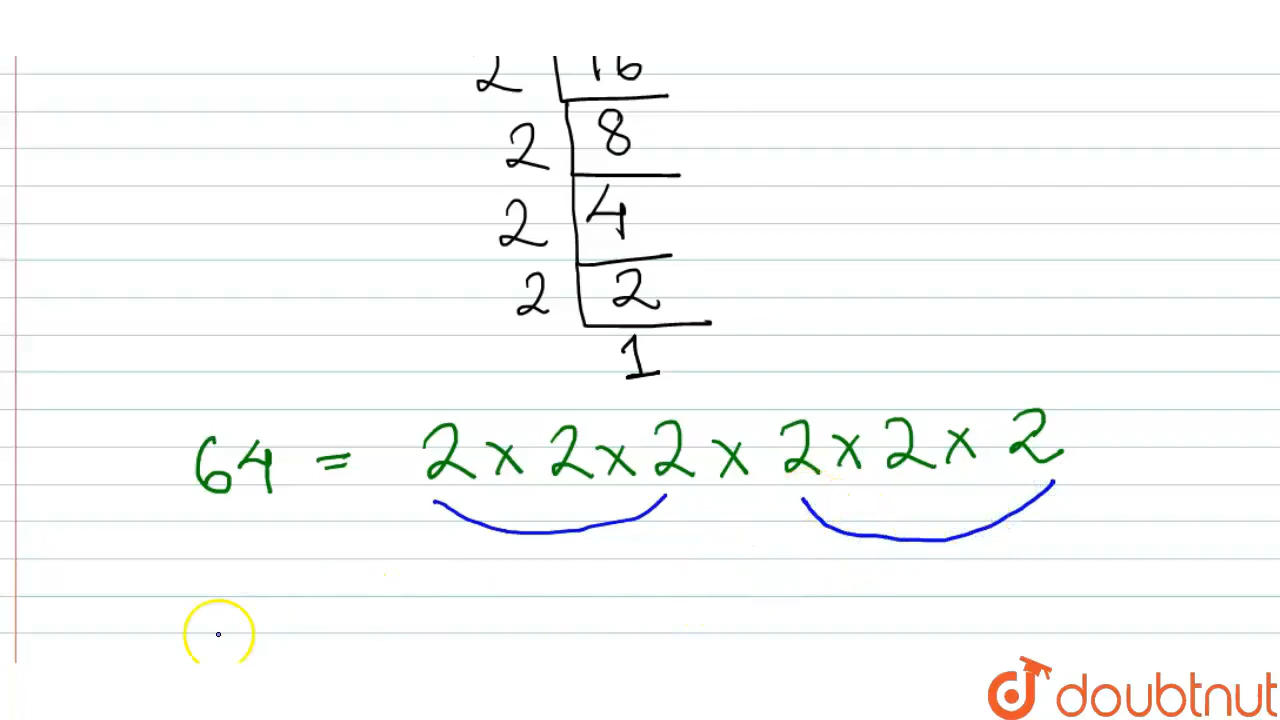 2 16
2 8
2 4
2 2
1
64 = 2 × 2 × 2 × 2 × 2 × 2
doubtnut